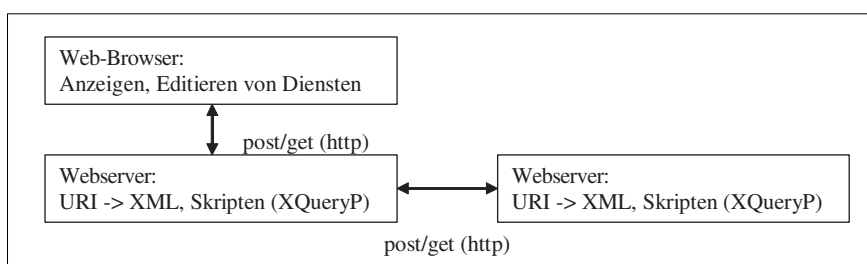 Web-Browser:
Anzeigen, Editieren von Diensten
post/get (http)
Webserver:
URI -> XML, Skripten (XQueryP)
Webserver:
URI -> XML, Skripten (XQueryP)
post/get (http)